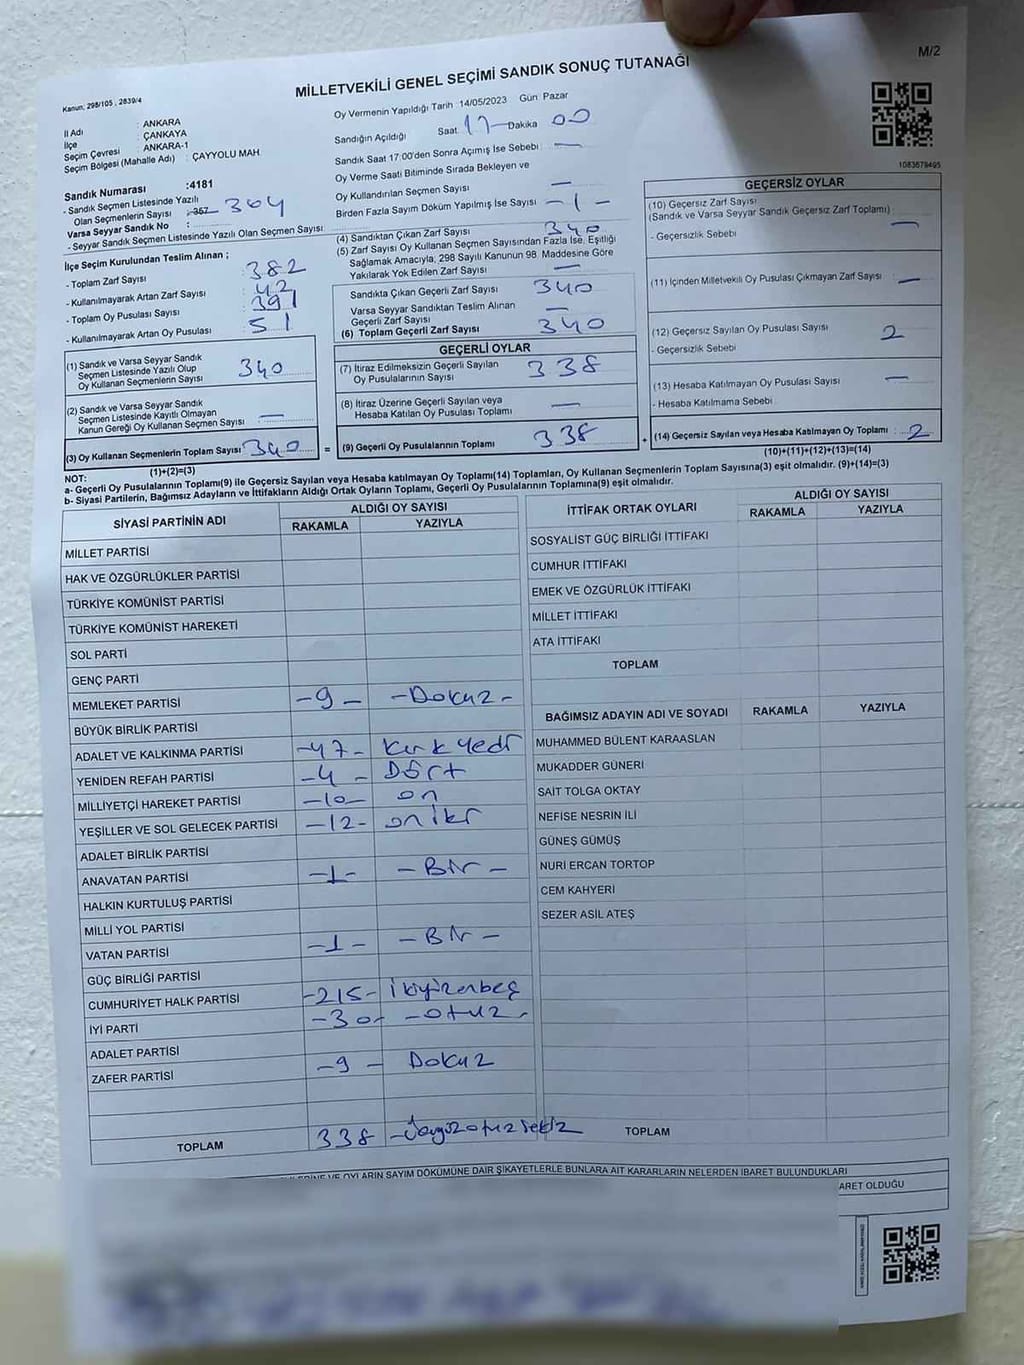 M/2
MİLLETVEKİLİ GENEL SEÇİMİ SANDIK SONUÇ TUTANAĞI
Kanun; 298/105 , 2839/4
İl Adı : ANKARA
İlçe : ÇANKAYA
Seçim Çevresi : ANKARA-1
Seçim Bölgesi (Mahalle Adı) : ÇAYYOLU MAH.
Oy Vermenin Yapıldığı Tarih :14/05/2023 Gün: Pazar
Sandığın Açıldığı Saat 17 Dakika 00
Sandık Saat 17:00'den Sonra Açımış İse Sebebi : —
Oy Verme Saati Bitiminde Sırada Bekleyen ve
Oy Kullandırılan Seçmen Sayısı —
Birden Fazla Sayım Döküm Yapılmış İse Sayısı -1-
1083679495
Sandık Numarası :4181
- Sandık Seçmen Listesinde Yazılı
Olan Seçmenlerin Sayısı : 367 364
Varsa Seyyar Sandık No :
- Seyyar Sandık Seçmen Listesinde Yazılı Olan Seçmen Sayısı :
İlçe Seçim Kurulundan Teslim Alınan ;
- Toplam Zarf Sayısı : 382
- Kullanılmayarak Artan Zarf Sayısı : 42
- Toplam Oy Pusulası Sayısı : 391
- Kullanılmayarak Artan Oy Pusulası : 51
(1) Sandık ve Varsa Seyyar Sandık
Seçmen Listesinde Yazılı Olup
Oy Kullanan Seçmenlerin Sayısı 340
(2) Sandık ve Varsa Seyyar Sandık
Seçmen Listesinde Kayıtlı Olmayan
Kanun Gereği Oy Kullanan Seçmen Sayısı : —
(3) Oy Kullanan Seçmenlerin Toplam Sayısı 340 =
(1)+(2)=(3)
(4) Sandıktan Çıkan Zarf Sayısı 340
(5) Zarf Sayısı Oy Kullanan Seçmen Sayısından Fazla İse, Eşitliği
Sağlamak Amacıyla, 298 Sayılı Kanunun 98. Maddesine Göre
Yakılarak Yok Edilen Zarf Sayısı —
Sandıkta Çıkan Geçerli Zarf Sayısı 340
Varsa Seyyar Sandıktan Teslim Alınan
Geçerli Zarf Sayısı —
(6) Toplam Geçerli Zarf Sayısı 340
GEÇERLİ OYLAR
(7) İtiraz Edilmeksizin Geçerli Sayılan
Oy Pusulalarının Sayısı 338
(8) İtiraz Üzerine Geçerli Sayılan veya
Hesaba Katılan Oy Pusulası Toplamı —
(9) Geçerli Oy Pusulalarının Toplamı 338 +
GEÇERSİZ OYLAR
(10) Geçersiz Zarf Sayısı
(Sandık ve Varsa Seyyar Sandık Geçersiz Zarf Toplamı)
- Geçersizlik Sebebi —
(11) İçinden Milletvekili Oy Pusulası Çıkmayan Zarf Sayısı —
(12) Geçersiz Sayılan Oy Pusulası Sayısı 2
- Geçersizlik Sebebi
(13) Hesaba Katılmayan Oy Pusulası Sayısı —
- Hesaba Katılmama Sebebi
(14) Geçersiz Sayılan veya Hesaba Katılmayan Oy Toplamı : 2
(10)+(11)+(12)+(13)=(14)
NOT:
a- Geçerli Oy Pusulalarının Toplamı(9) ile Geçersiz Sayılan veya Hesaba katılmayan Oy Toplamı(14) Toplamları, Oy Kullanan Seçmenlerin Toplam Sayısına(3) eşit olmalıdır. (9)+(14)=(3)
b- Siyasi Partilerin, Bağımsız Adayların ve İttifakların Aldığı Ortak Oyların Toplamı, Geçerli Oy Pusulalarının Toplamına(9) eşit olmalıdır.
SİYASİ PARTİNİN ADI
ALDIĞI OY SAYISI
RAKAMLA YAZIYLA
MİLLET PARTİSİ
HAK VE ÖZGÜRLÜKLER PARTİSİ
TÜRKİYE KOMÜNİST PARTİSİ
TÜRKİYE KOMÜNİST HAREKETİ
SOL PARTİ
GENÇ PARTİ
MEMLEKET PARTİSİ -9- -Dokuz-
BÜYÜK BİRLİK PARTİSİ
ADALET VE KALKINMA PARTİSİ -47- Kırk yedi
YENİDEN REFAH PARTİSİ -4- Dört
MİLLİYETÇİ HAREKET PARTİSİ -10- on
YEŞİLLER VE SOL GELECEK PARTİSİ -12- oniki
ADALET BİRLİK PARTİSİ
ANAVATAN PARTİSİ -1- -Bir-
HALKIN KURTULUŞ PARTİSİ
MİLLİ YOL PARTİSİ
VATAN PARTİSİ -1- -Bir-
GÜÇ BİRLİĞİ PARTİSİ
CUMHURİYET HALK PARTİSİ -215- ikiyüzonbeş
İYİ PARTİ -30- -otuz-
ADALET PARTİSİ
ZAFER PARTİSİ -9- Dokuz
TOPLAM 338 -üçyüzotuzsekiz
İTTİFAK ORTAK OYLARI
ALDIĞI OY SAYISI
RAKAMLA YAZIYLA
SOSYALİST GÜÇ BİRLİĞİ İTTİFAKI
CUMHUR İTTİFAKI
EMEK VE ÖZGÜRLÜK İTTİFAKI
MİLLET İTTİFAKI
ATA İTTİFAKI
TOPLAM
BAĞIMSIZ ADAYIN ADI VE SOYADI RAKAMLA YAZIYLA
MUHAMMED BÜLENT KARAASLAN
MUKADDER GÜNERİ
SAİT TOLGA OKTAY
NEFİSE NESRİN İLİ
GÜNEŞ GÜMÜŞ
NURİ ERCAN TORTOP
CEM KAHYERİ
SEZER ASİL ATEŞ
TOPLAM
VE OYLARIN SAYIM DÖKÜMÜNE DAİR ŞİKAYETLERLE BUNLARA AİT KARARLARIN NELERDEN İBARET BULUNDUKLARI
ARET OLDUĞU